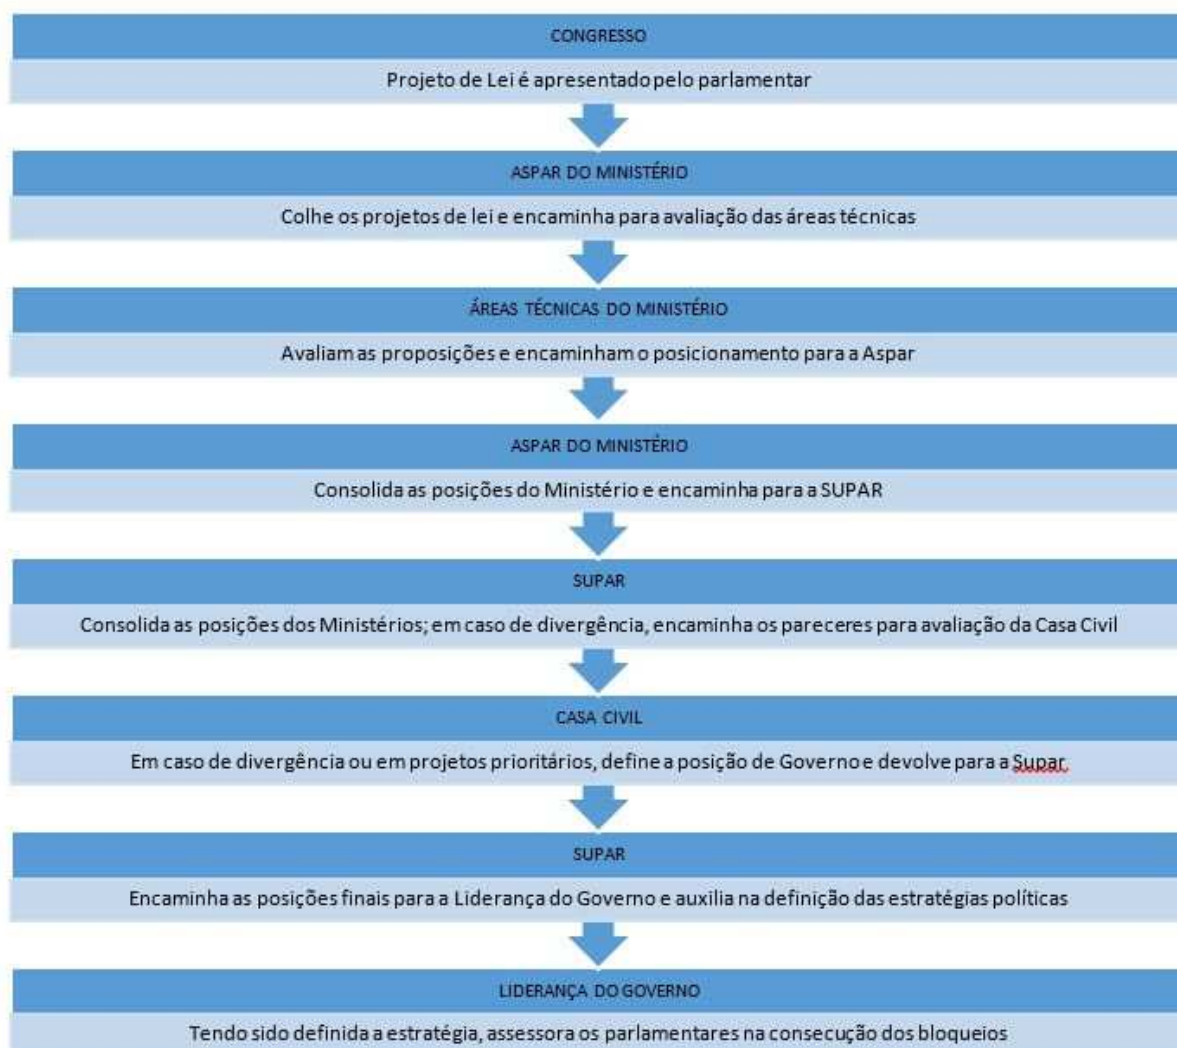 CONGRESSO
Projeto de Lei é apresentado pelo parlamentar
ASPAR DO MINISTÉRIO
Colhe os projetos de lei e encaminha para avaliação das áreas técnicas
ÁREAS TÉCNICAS DO MINISTÉRIO
Avaliam as proposições e encaminham o posicionamento para a Aspar
ASPAR DO MINISTÉRIO
Consolida as posições do Ministério e encaminha para a SUPAR
SUPAR
Consolida as posições dos Ministérios; em caso de divergência, encaminha os pareceres para avaliação da Casa Civil
CASA CIVIL
Em caso de divergência ou em projetos prioritários, define a posição de Governo e devolve para a Supar
SUPAR
Encaminha as posições finais para a Liderança do Governo e auxilia na definição das estratégias políticas
LIDERANÇA DO GOVERNO
Tendo sido definida a estratégia, assessora os parlamentares na consecução dos bloqueios